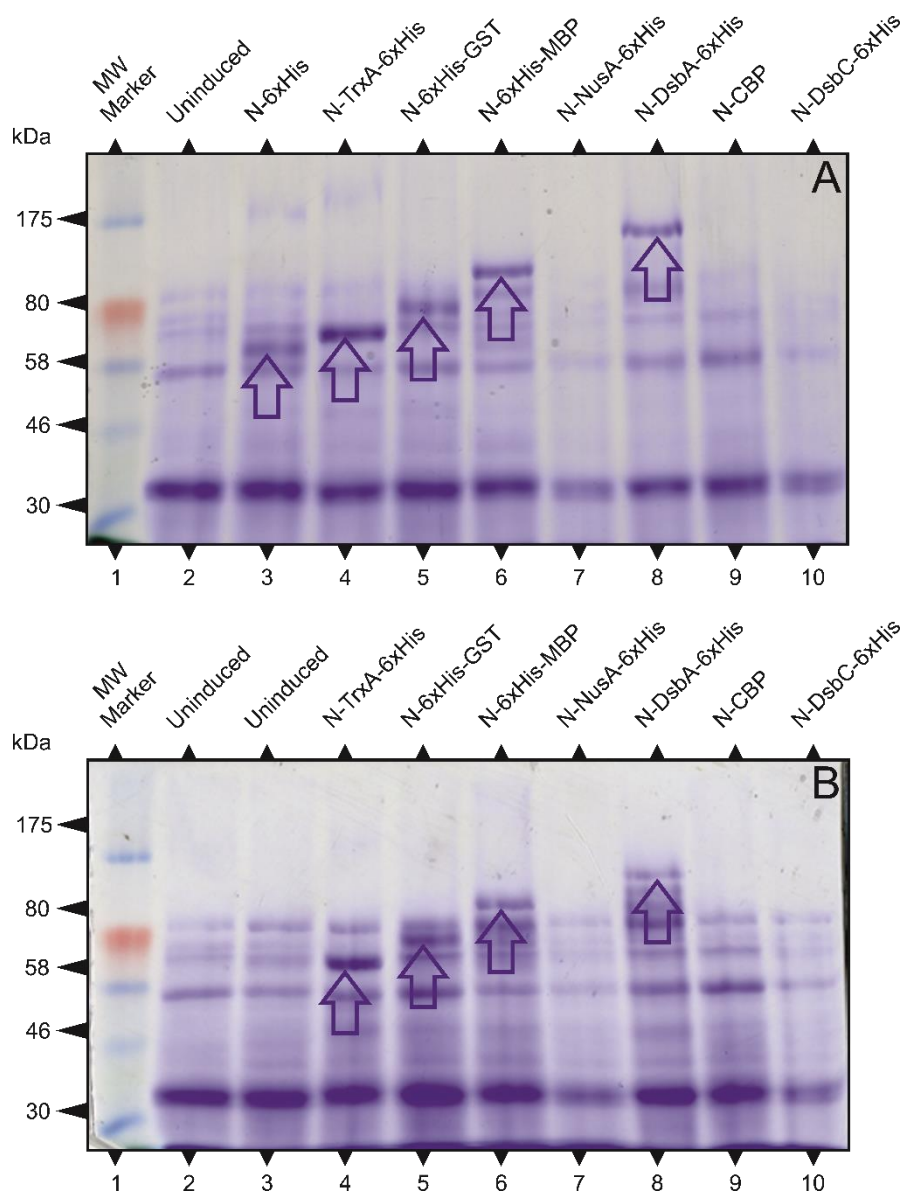 MW Marker
Uninduced
N-6xHis
N-TrxA-6xHis
N-6xHis-GST
N-6xHis-MBP
N-NusA-6xHis
N-DsbA-6xHis
N-CBP
N-DsbC-6xHis
kDa
A
175
80
58
46
30
1 2 3 4 5 6 7 8 9 10
MW Marker
Uninduced
Uninduced
N-TrxA-6xHis
N-6xHis-GST
N-6xHis-MBP
N-NusA-6xHis
N-DsbA-6xHis
N-CBP
N-DsbC-6xHis
kDa
B
175
80
58
46
30
1 2 3 4 5 6 7 8 9 10